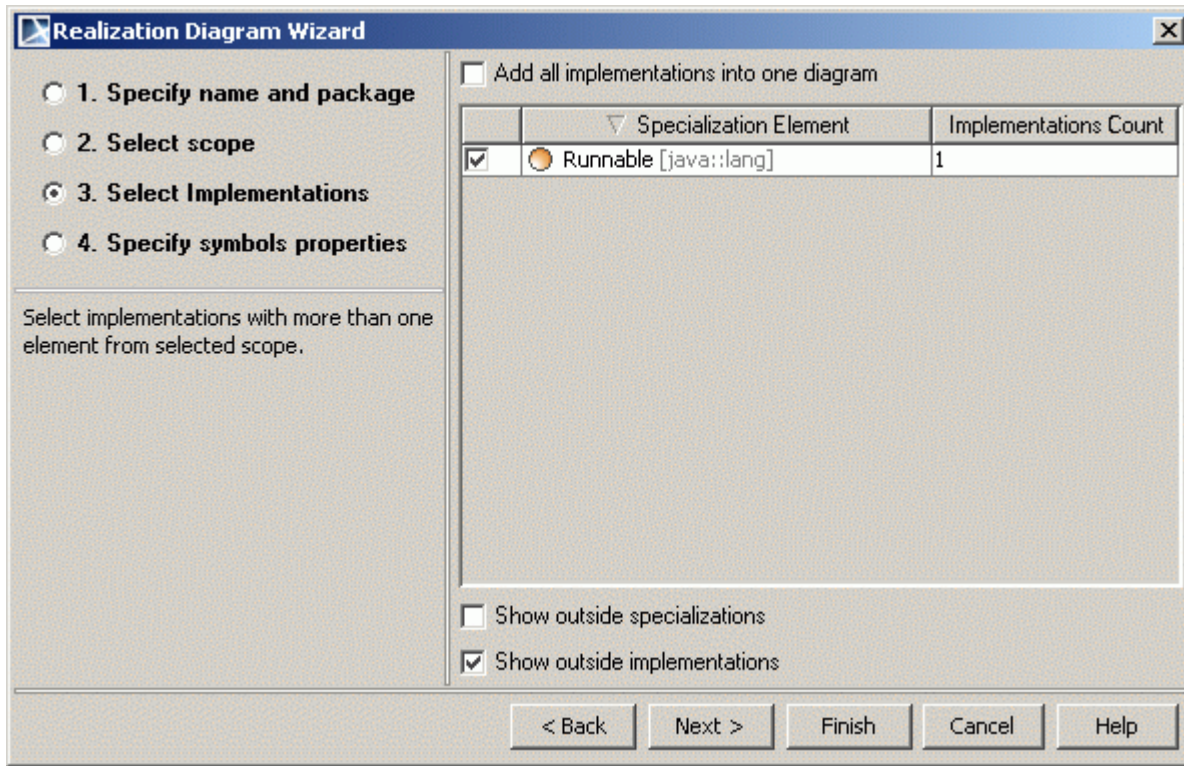 Realization Diagram Wizard
1. Specify name and package
2. Select scope
3. Select Implementations
4. Specify symbols properties
Select implementations with more than one
element from selected scope.
Add all implementations into one diagram
Specialization Element Implementations Count
Runnable [java::lang] 1
Show outside specializations
Show outside implementations
< Back Next > Finish Cancel Help